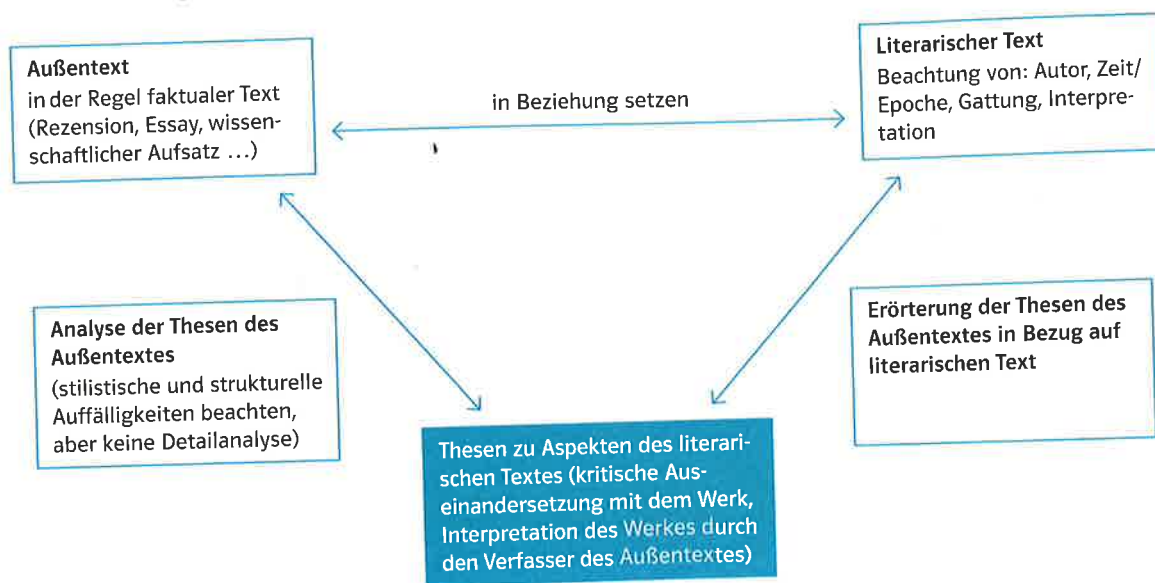 Außentext
in der Regel faktualer Text
(Rezension, Essay, wissen-
schaftlicher Aufsatz ...)
in Beziehung setzen
Literarischer Text
Beachtung von: Autor, Zeit/
Epoche, Gattung, Interpre-
tation
Analyse der Thesen des
Außentextes
(stilistische und strukturelle
Auffälligkeiten beachten,
aber keine Detailanalyse)
Erörterung der Thesen des
Außentextes in Bezug auf
literarischen Text
Thesen zu Aspekten des literari-
schen Textes (kritische Aus-
einandersetzung mit dem Werk,
Interpretation des Werkes durch
den Verfasser des Außentextes)